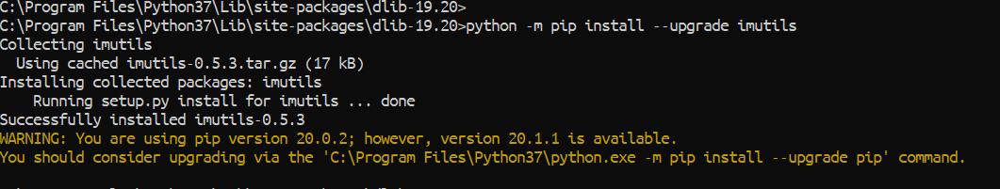 C:\Program Files\Python37\Lib\site-packages\dlib-19.20>
C:\Program Files\Python37\Lib\site-packages\dlib-19.20>python -m pip install --upgrade imutils
Collecting imutils
  Using cached imutils-0.5.3.tar.gz (17 kB)
Installing collected packages: imutils
    Running setup.py install for imutils ... done
Successfully installed imutils-0.5.3
WARNING: You are using pip version 20.0.2; however, version 20.1.1 is available.
You should consider upgrading via the 'C:\Program Files\Python37\python.exe -m pip install --upgrade pip' command.